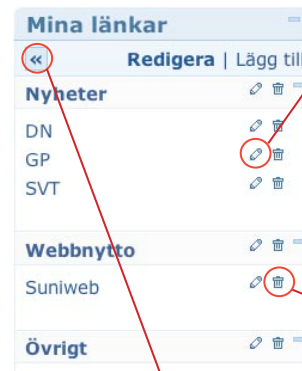 Mina länkar
« Redigera | Lägg till
Nyheter
DN
GP
SVT
Webbnytto
Suniweb
Övrigt